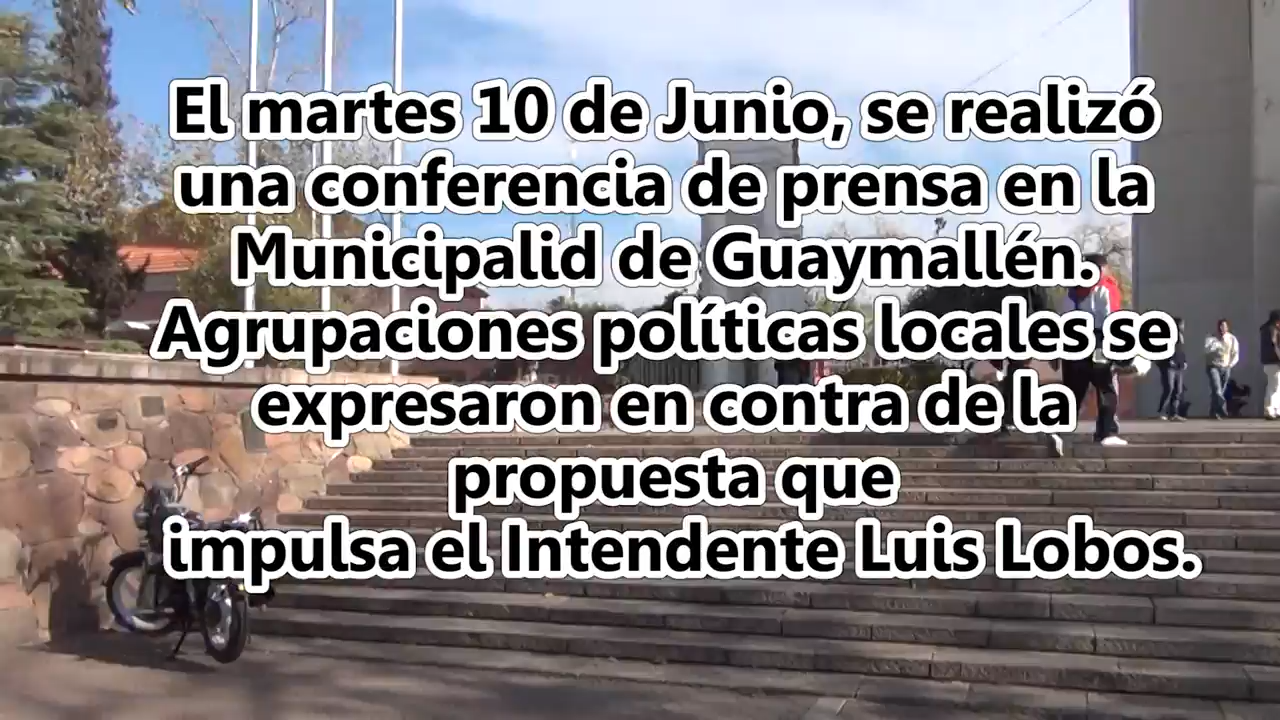 El martes 10 de Junio, se realizó
una conferencia de prensa en la
Municipalid de Guaymallén.
Agrupaciones políticas locales se
expresaron en contra de la
propuesta que
impulsa el Intendente Luis Lobos.